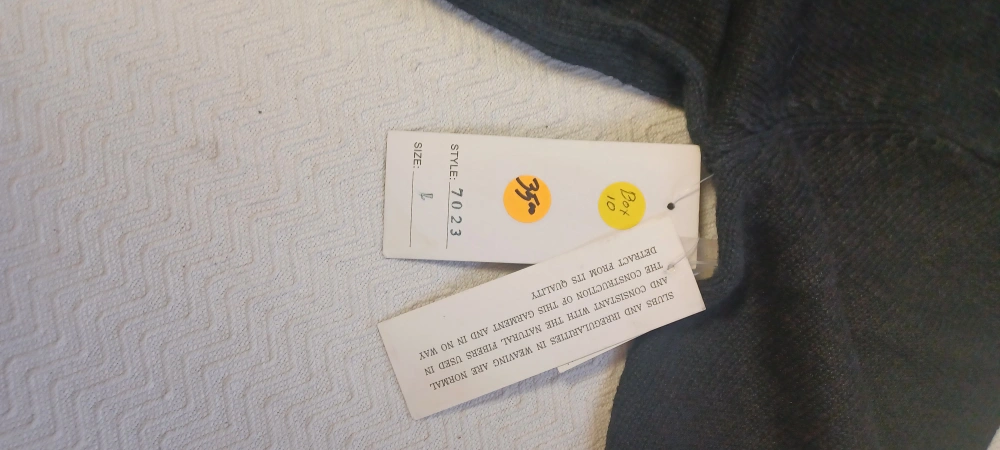 Box
10
35.00
STYLE: 7023
SIZE:
SLUBS AND IRREGULARITIES IN WEAVING ARE NORMAL
AND CONSISTANT WITH THE NATURAL FIBERS USED IN
THE CONSTRUCTION OF THIS GARMENT AND IN NO WAY
DETRACT FROM ITS QUALITY